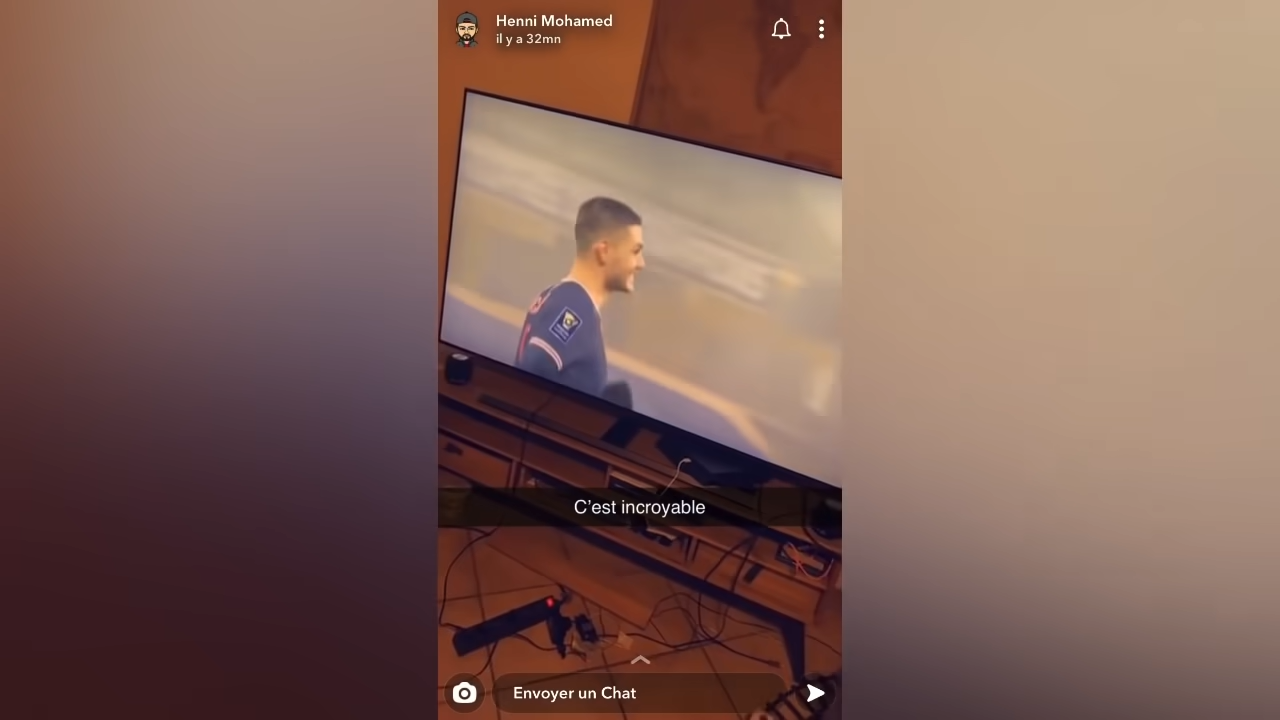 Henni Mohamed
il y a 32mn
C'est incroyable
Envoyer un Chat